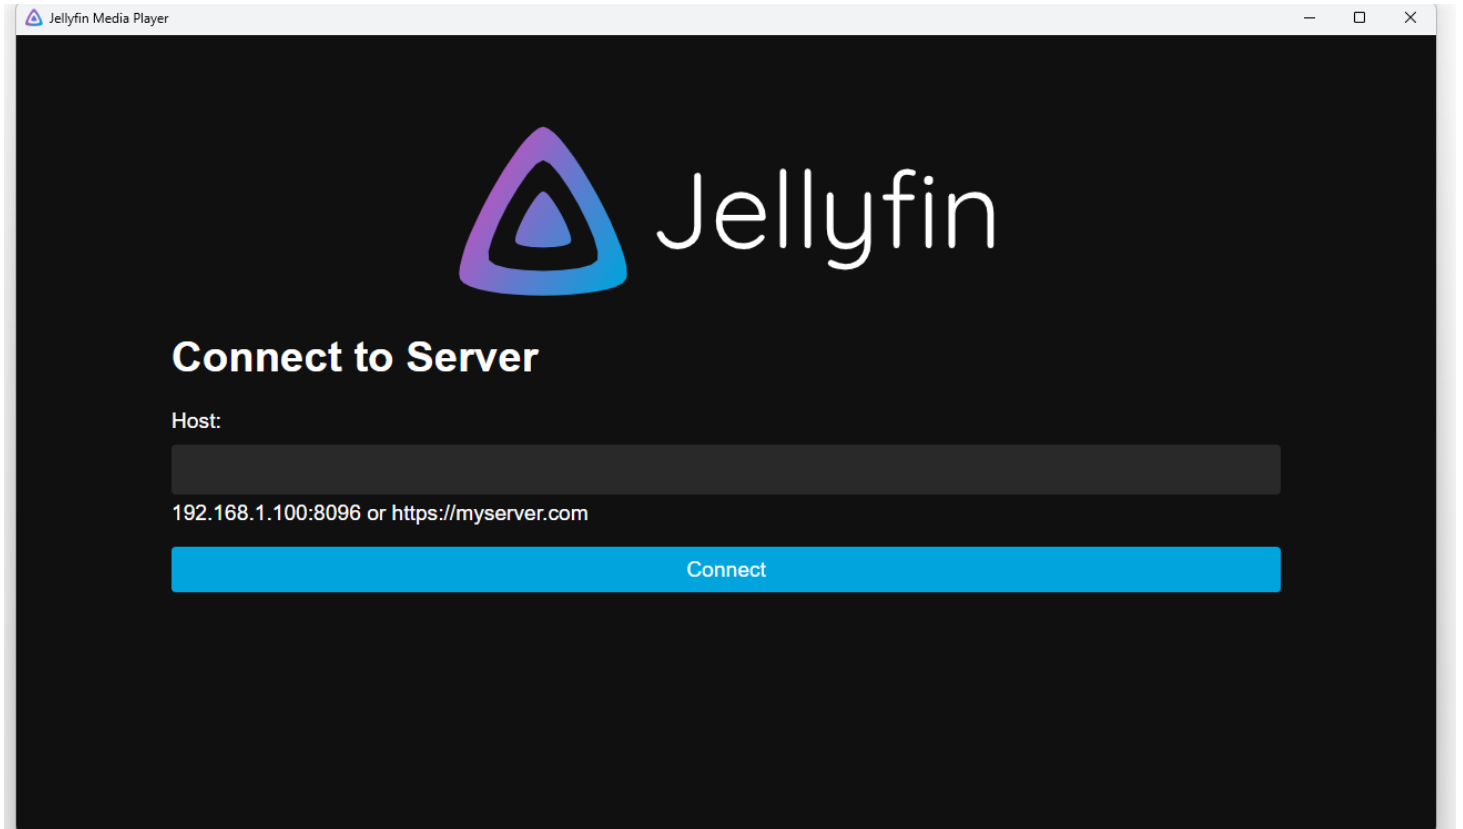 Jellyfin Media Player
Jellyfin
Connect to Server
Host:
192.168.1.100:8096 or https://myserver.com
Connect